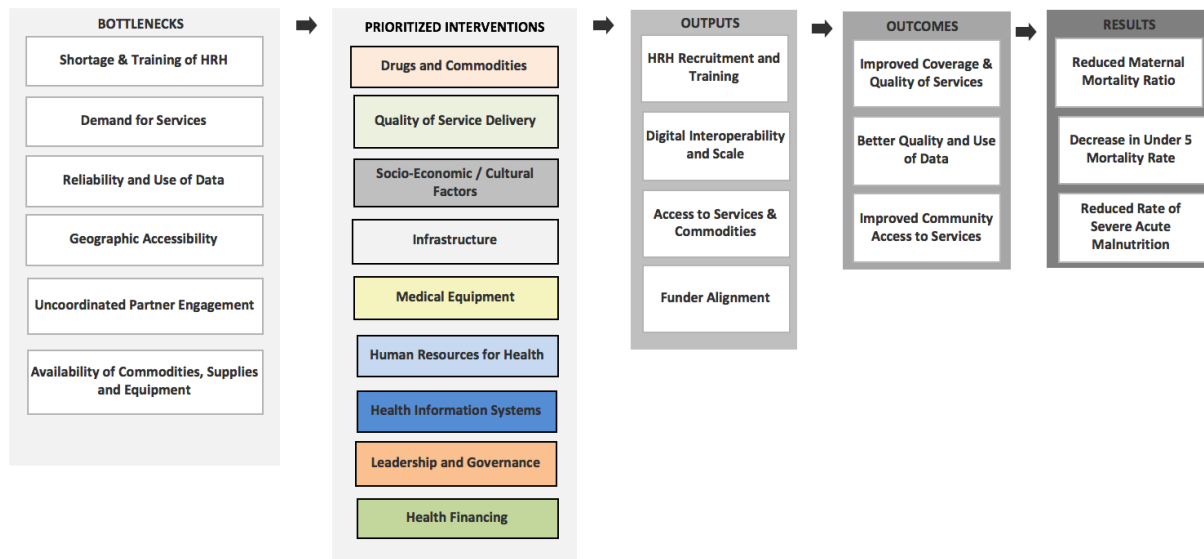 BOTTLENECKS
Shortage & Training of HRH
Demand for Services
Reliability and Use of Data
Geographic Accessibility
Uncoordinated Partner Engagement
Availability of Commodities, Supplies
and Equipment
PRIORITIZED INTERVENTIONS
Drugs and Commodities
Quality of Service Delivery
Socio-Economic / Cultural
Factors
Infrastructure
Medical Equipment
Human Resources for Health
Health Information Systems
Leadership and Governance
Health Financing
OUTPUTS
HRH Recruitment and
Training
Digital Interoperability
and Scale
Access to Services &
Commodities
Funder Alignment
OUTCOMES
Improved Coverage &
Quality of Services
Better Quality and Use
of Data
Improved Community
Access to Services
RESULTS
Reduced Maternal
Mortality Ratio
Decrease in Under 5
Mortality Rate
Reduced Rate of
Severe Acute
Malnutrition